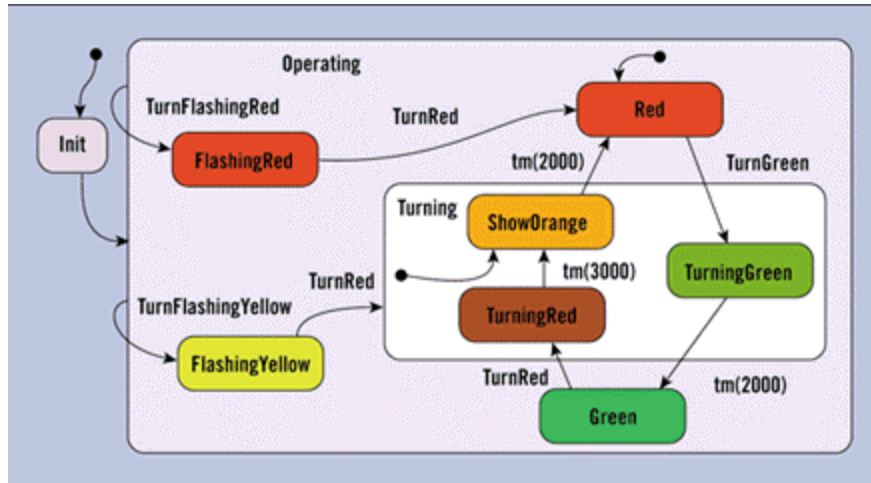 Operating
TurnFlashingRed
Init
FlashingRed
TurnRed
Red
tm(2000)
TurnGreen
Turning
ShowOrange
TurningGreen
TurnRed
tm(3000)
TurnFlashingYellow
TurningRed
FlashingYellow
TurnRed
tm(2000)
Green